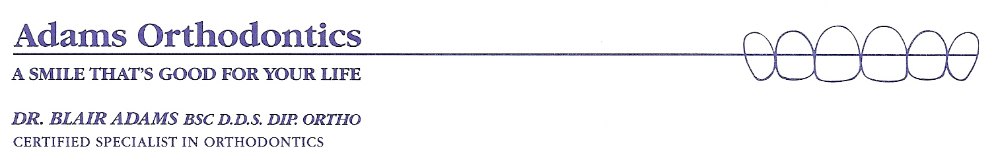 Adams Orthodontics
A SMILE THAT'S GOOD FOR YOUR LIFE
DR. BLAIR ADAMS BSC D.D.S. DIP. ORTHO
CERTIFIED SPECIALIST IN ORTHODONTICS